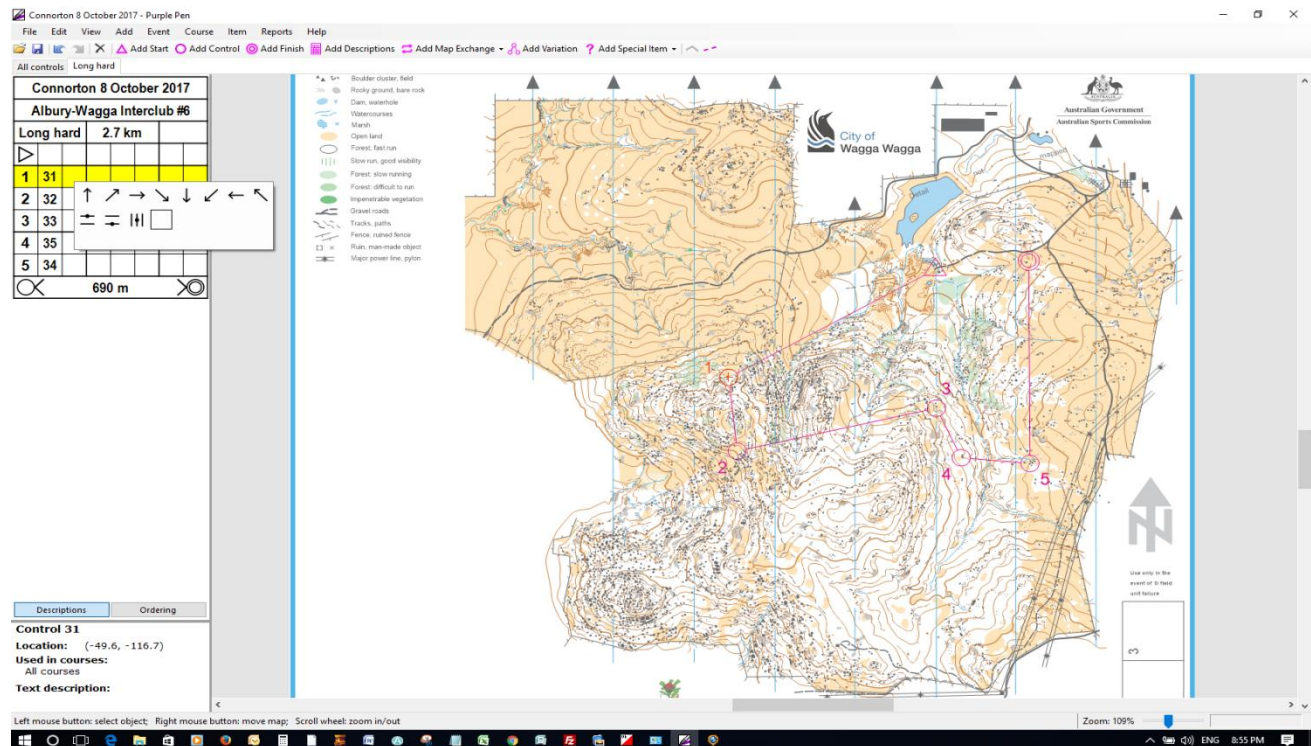 Connorton 8 October 2017 - Purple Pen
File Edit View Add Event Course Item Reports Help
Add Start Add Control Add Finish Add Descriptions Add Map Exchange Add Variation ? Add Special Item
All controls Long hard
Connorton 8 October 2017
Albury-Wagga Interclub #6
Long hard 2.7 km
1 31
2 32
3 33
4 35
5 34
690 m
Boulder cluster, field
Rocky ground, bare rock
Dam, waterhole
Watercourses
Marsh
Open land
Forest, fast run
Slow run, good visibility
Forest: slow running
Forest: difficult to run
Impenetrable vegetation
Gravel roads
Tracks, paths
Fence, ruined fence
Ruin, man-made object
Major power line, pylon
City of
Wagga Wagga
Australian Government
Australian Sports Commission
detail not mapped
1
2
3
4
5
N
Use only in the
event of SI field
unit failure
3
Descriptions Ordering
Control 31
Location: (-49.6, -116.7)
Used in courses:
All courses
Text description:
Left mouse button: select object; Right mouse button: move map; Scroll wheel: zoom in/out
Zoom: 109%
ENG 8:55 PM